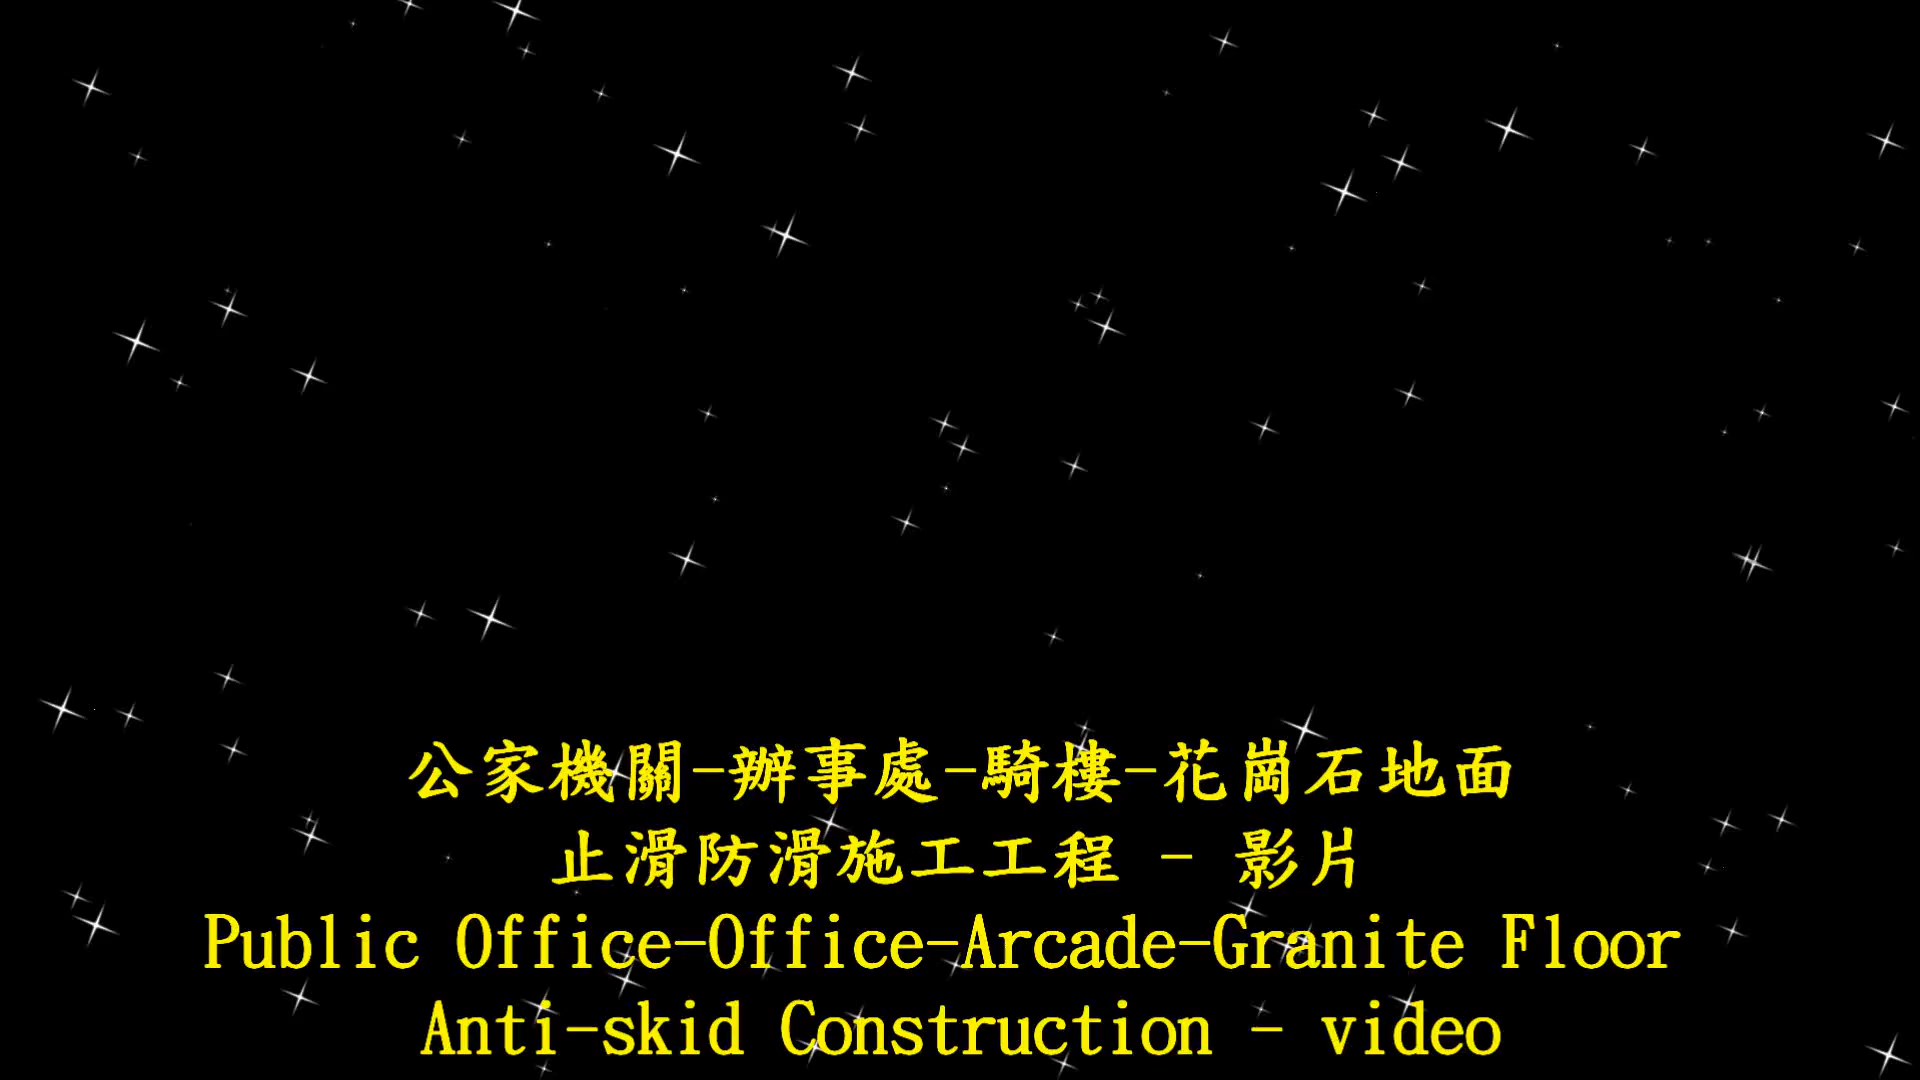 公家機關-辦事處-騎樓-花崗石地面
止滑防滑施工工程 - 影片
Public Office-Office-Arcade-Granite Floor
Anti-skid Construction - video